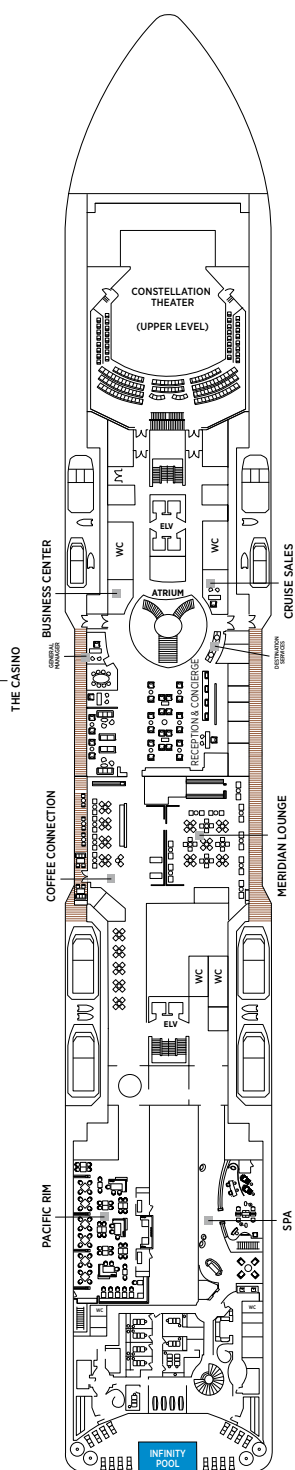 CONSTELLATION
THEATER
(UPPER LEVEL)
ELV
WC
WC
BUSINESS CENTER
CRUISE SALES
ATRIUM
THE CASINO
GENERAL
MANAGER
DESTINATION
SERVICES
RECEPTION & CONCIERGE
COFFEE CONNECTION
MERIDIAN LOUNGE
WC
WC
ELV
PACIFIC RIM
SPA
WC
WC
INFINITY
POOL